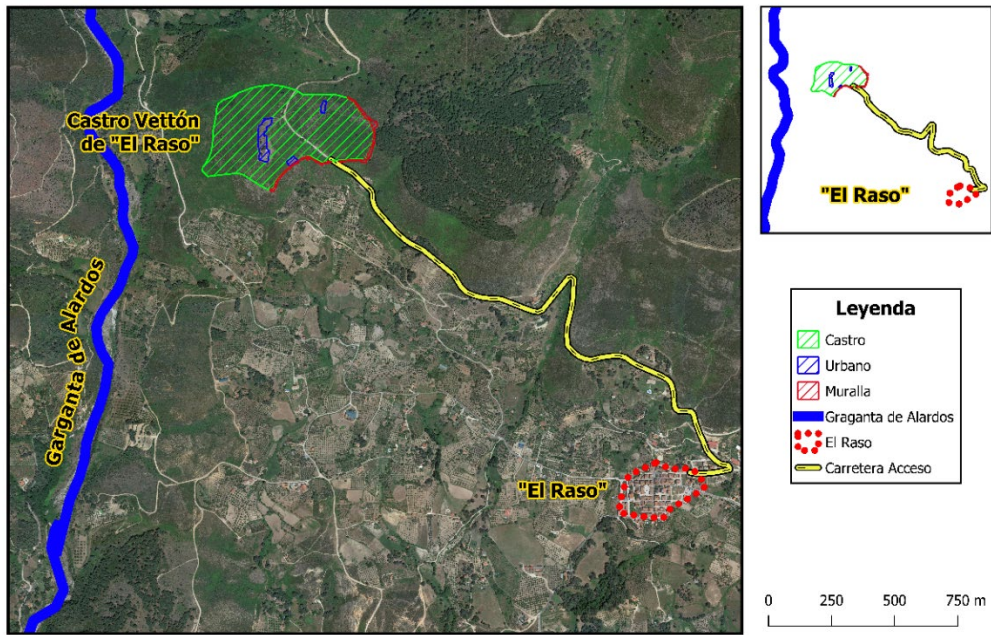 Castro Vettón
de "El Raso"
Garganta de Alardos
"El Raso"
"El Raso"
Leyenda
Castro
Urbano
Muralla
Graganta de Alardos
El Raso
Carretera Acceso
0 250 500 750 m